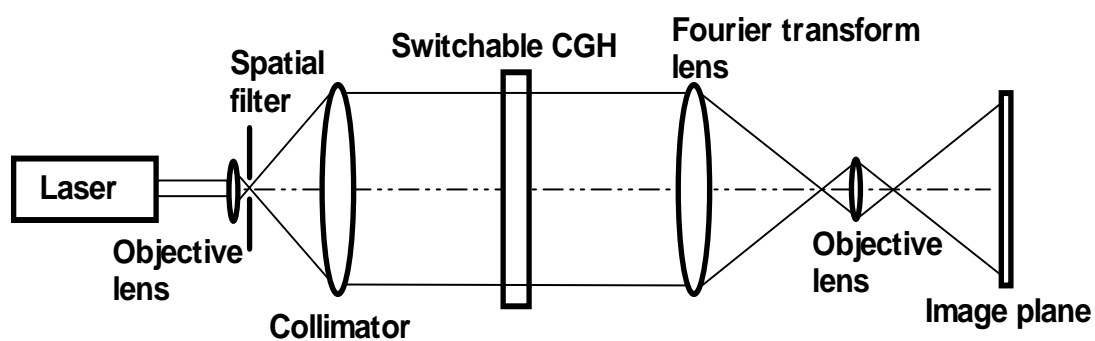 Laser
Objective
lens
Spatial
filter
Collimator
Switchable CGH
Fourier transform
lens
Objective
lens
Image plane